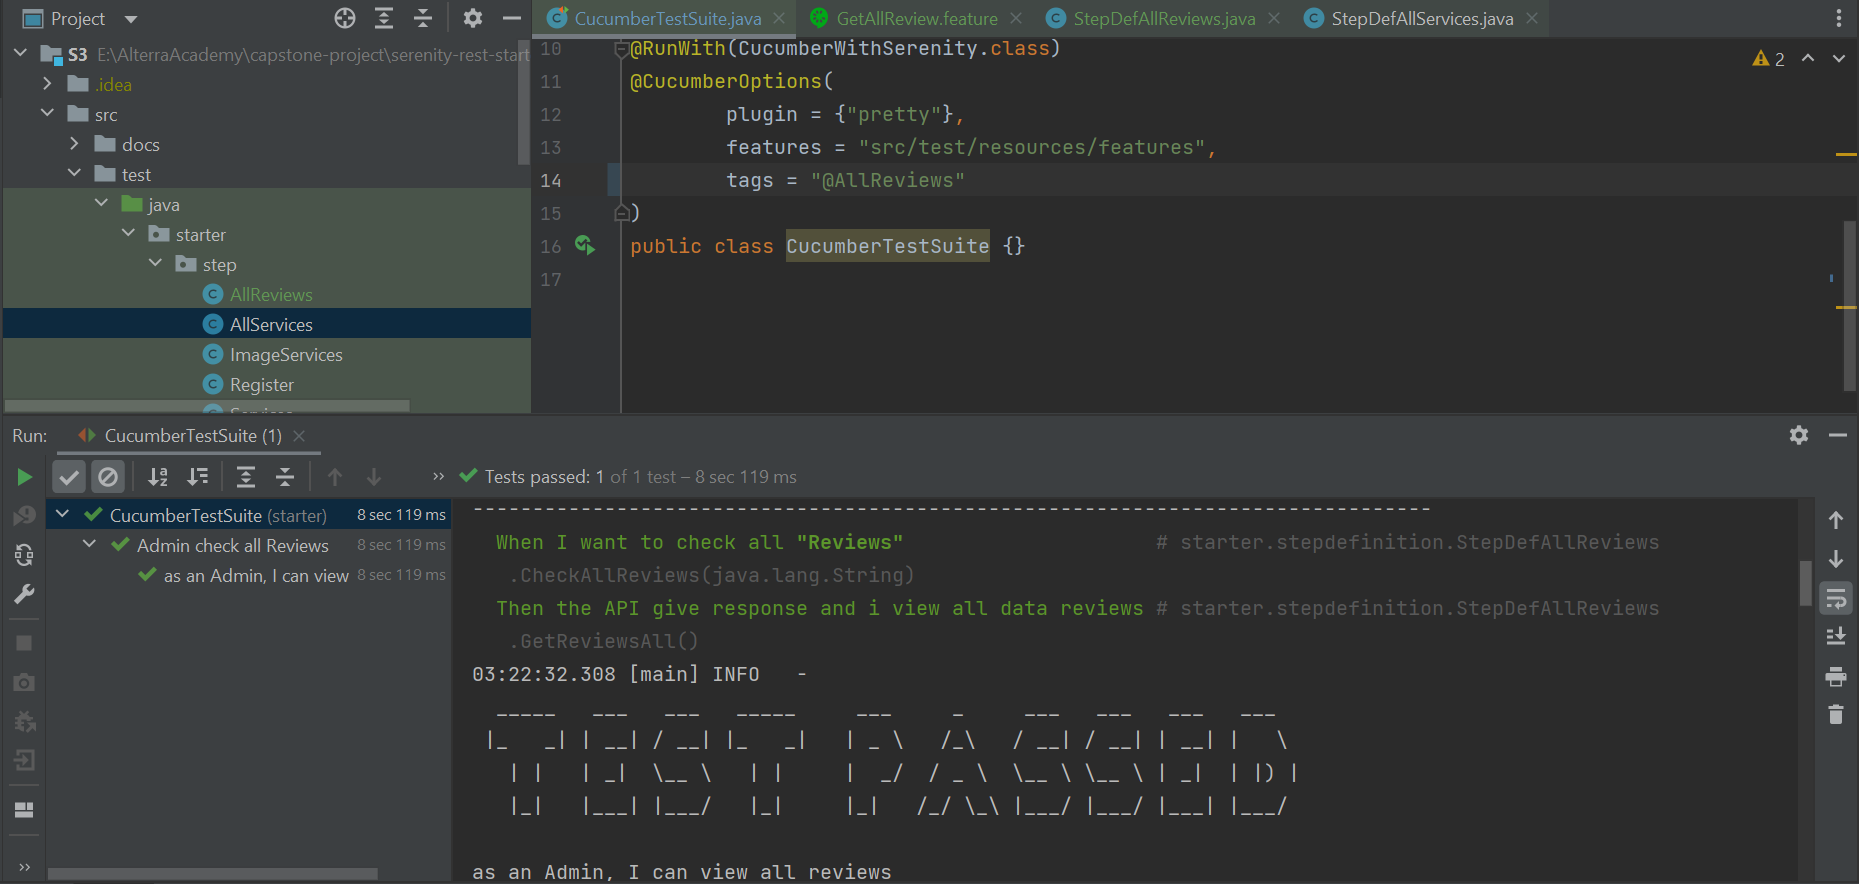 Project
CucumberTestSuite.java
GetAllReview.feature
StepDefAllReviews.java
StepDefAllServices.java
S3 E:\AlterraAcademy\capstone-project\serenity-rest-start
.idea
src
docs
test
java
starter
step
AllReviews
AllServices
ImageServices
Register
Services
10 @RunWith(CucumberWithSerenity.class)
11 @CucumberOptions(
12 plugin = {"pretty"},
13 features = "src/test/resources/features",
14 tags = "@AllReviews"
15 )
16 public class CucumberTestSuite {}
17
2
Run: CucumberTestSuite (1)
Tests passed: 1 of 1 test – 8 sec 119 ms
CucumberTestSuite (starter) 8 sec 119 ms
Admin check all Reviews 8 sec 119 ms
as an Admin, I can view 8 sec 119 ms
--------------------------------------------------------------------------------
When I want to check all "Reviews" # starter.stepdefinition.StepDefAllReviews
.CheckAllReviews(java.lang.String)
Then the API give response and i view all data reviews # starter.stepdefinition.StepDefAllReviews
.GetReviewsAll()
03:22:32.308 [main] INFO -
TEST PASSED
as an Admin, I can view all reviews